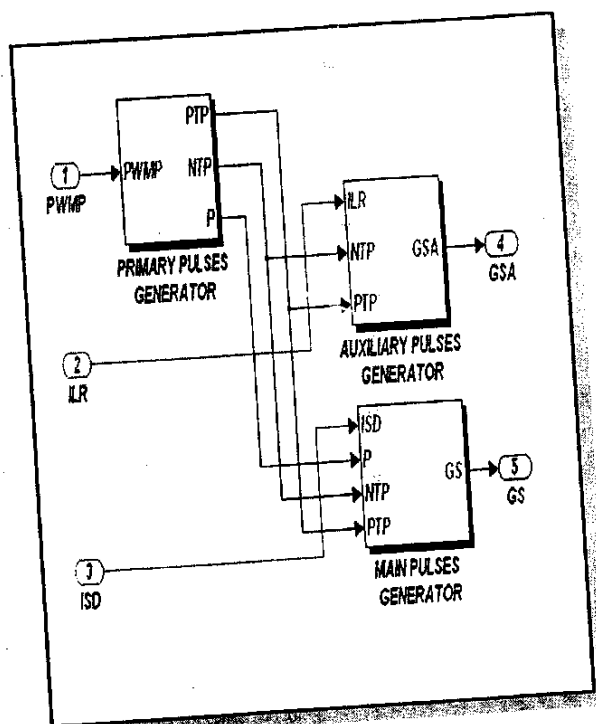 PTP
1
PWMP
NTP
PWMP
P
PRIMARY PULSES
GENERATOR
ILR
NTP
GSA
4
GSA
PTP
AUXILIARY PULSES
GENERATOR
2
ILR
ISD
P
GS
5
GS
NTP
PTP
MAIN PULSES
GENERATOR
3
ISD